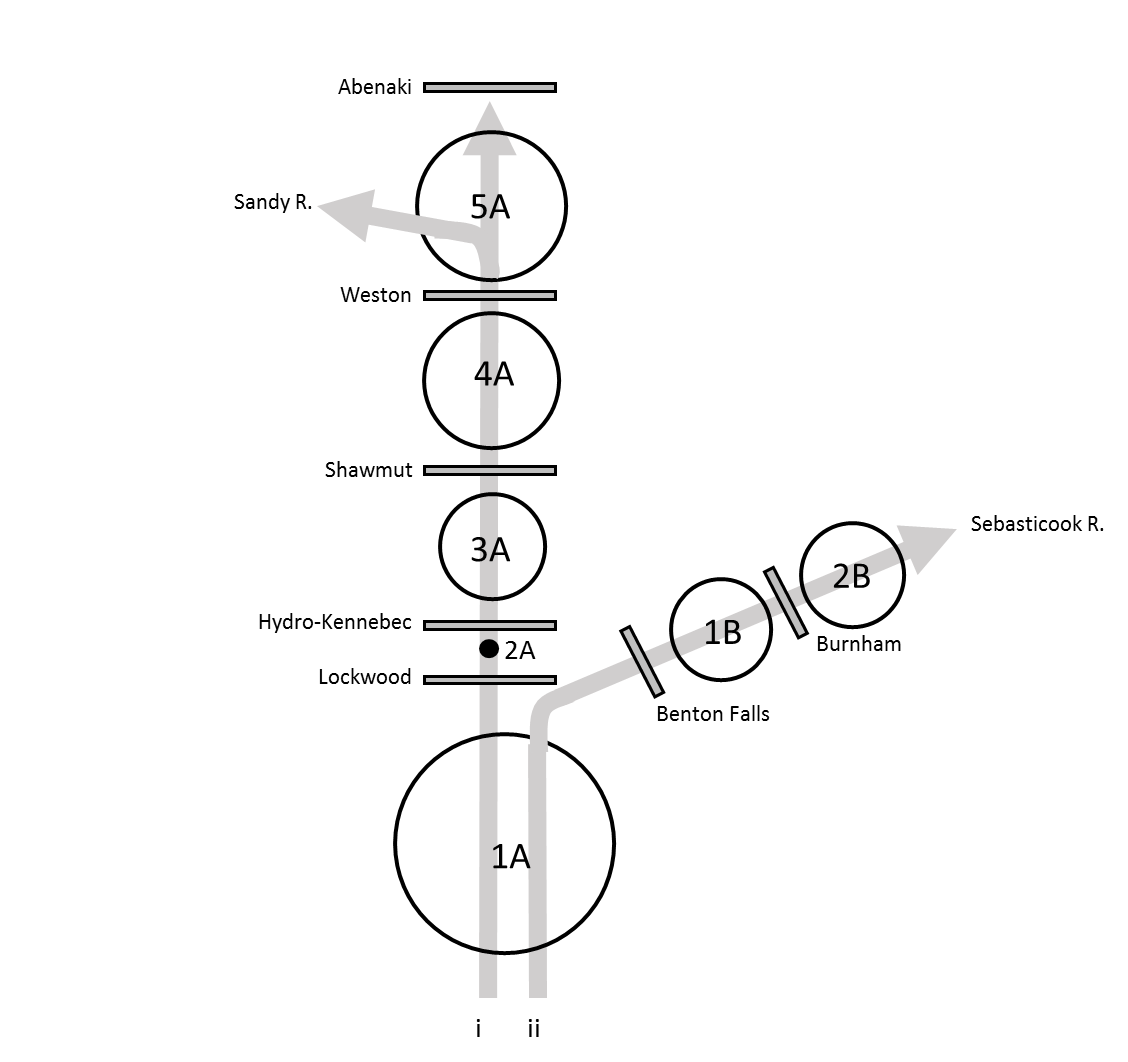 Abenaki
5A
Sandy R.
Weston
4A
Shawmut
Sebasticook R.
3A
2B
Hydro-Kennebec
1B
2A
Burnham
Lockwood
Benton Falls
1A
i
ii